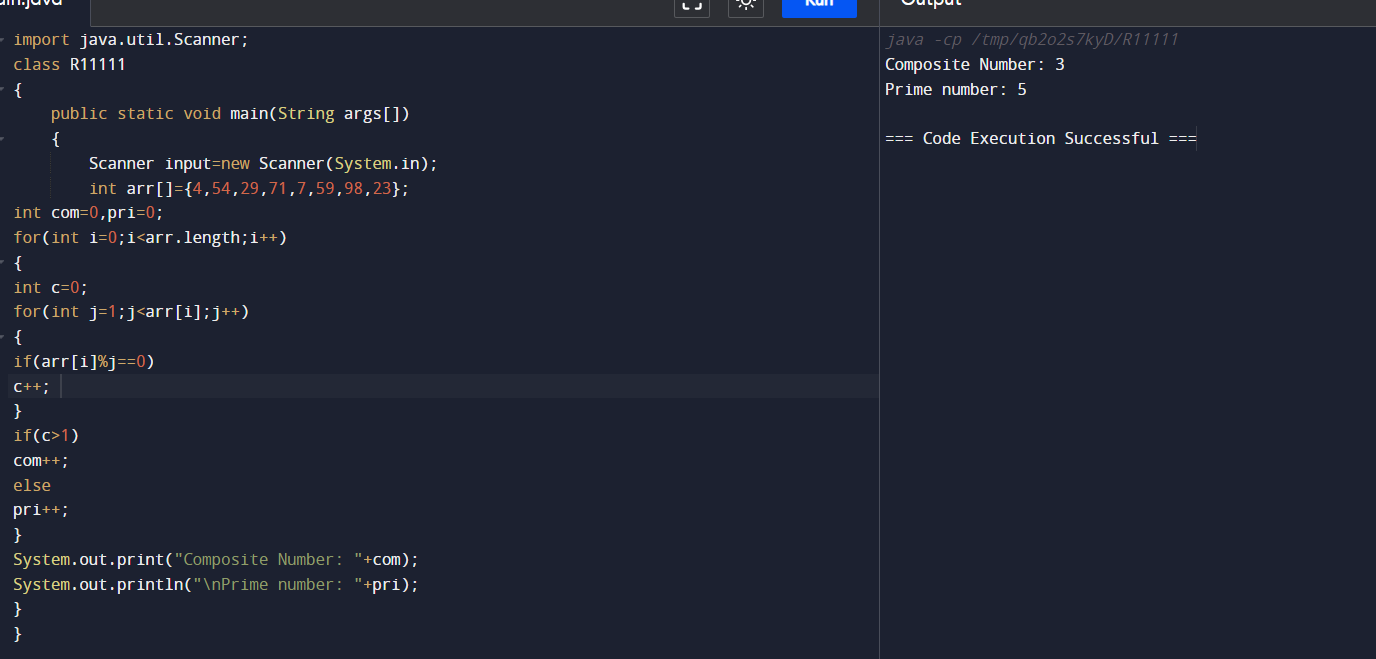 Run
Output
import java.util.Scanner;
class R11111
{
public static void main(String args[])
{
Scanner input=new Scanner(System.in);
int arr[]={4,54,29,71,7,59,98,23};
int com=0,pri=0;
for(int i=0;i<arr.length;i++)
{
int c=0;
for(int j=1;j<arr[i];j++)
{
if(arr[i]%j==0)
c++;
}
if(c>1)
com++;
else
pri++;
}
System.out.print("Composite Number: "+com);
System.out.println("\nPrime number: "+pri);
}
}
java -cp /tmp/qb2o2s7kyD/R11111
Composite Number: 3
Prime number: 5
=== Code Execution Successful ===